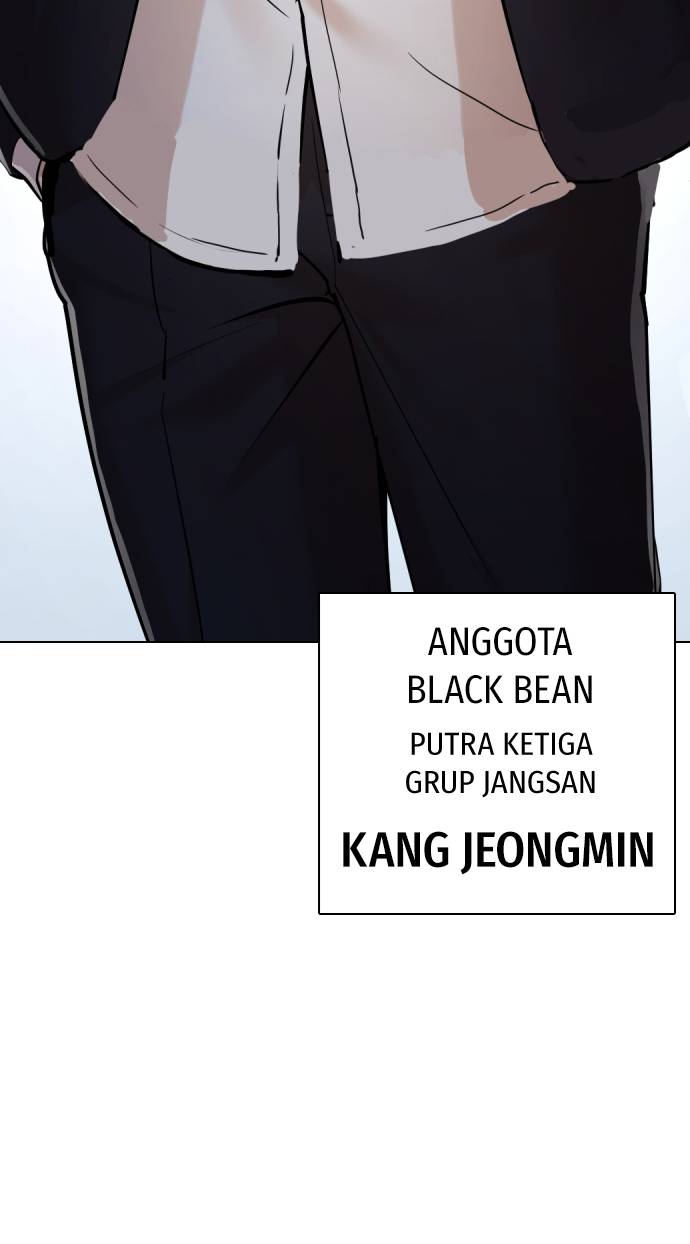 ANGGOTA
BLACK BEAN
PUTRA KETIGA
GRUP JANGSAN
KANG JEONGMIN